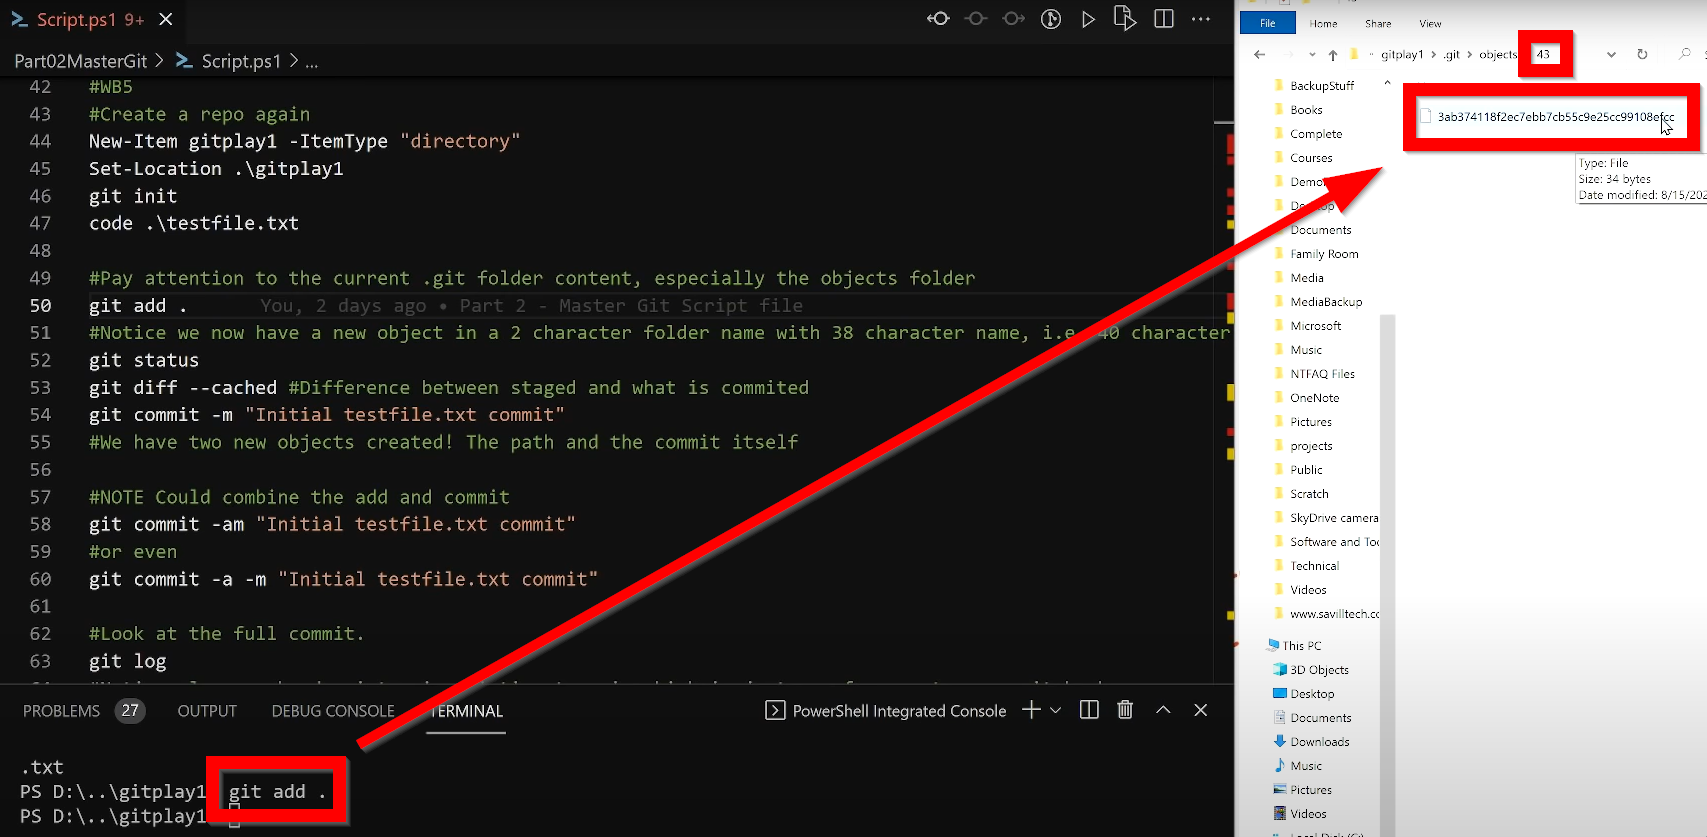 Script.ps1 9+
Part02MasterGit > Script.ps1 > ...
42 #WB5
43 #Create a repo again
44 New-Item gitplay1 -ItemType "directory"
45 Set-Location .\gitplay1
46 git init
47 code .\testfile.txt
48
49 #Pay attention to the current .git folder content, especially the objects folder
50 git add . You, 2 days ago • Part 2 - Master Git Script file
51 #Notice we now have a new object in a 2 character folder name with 38 character name, i.e. 40 character
52 git status
53 git diff --cached #Difference between staged and what is commited
54 git commit -m "Initial testfile.txt commit"
55 #We have two new objects created! The path and the commit itself
56
57 #NOTE Could combine the add and commit
58 git commit -am "Initial testfile.txt commit"
59 #or even
60 git commit -a -m "Initial testfile.txt commit"
61
62 #Look at the full commit.
63 git log
PROBLEMS 27 OUTPUT DEBUG CONSOLE TERMINAL PowerShell Integrated Console
.txt
PS D:\..\gitplay1 git add .
PS D:\..\gitplay1
File Home Share View
gitplay1 > .git > objects 43
BackupStuff
Books
Complete
Courses
Demo
Desktop
Documents
Family Room
Media
MediaBackup
Microsoft
Music
NTFAQ Files
OneNote
Pictures
projects
Public
Scratch
SkyDrive camera
Software and Too
Technical
Videos
www.savilltech.co
This PC
3D Objects
Desktop
Documents
Downloads
Music
Pictures
Videos
3ab374118f2ec7ebb7cb55c9e25cc99108efcc
Type: File
Size: 34 bytes
Date modified: 8/15/202